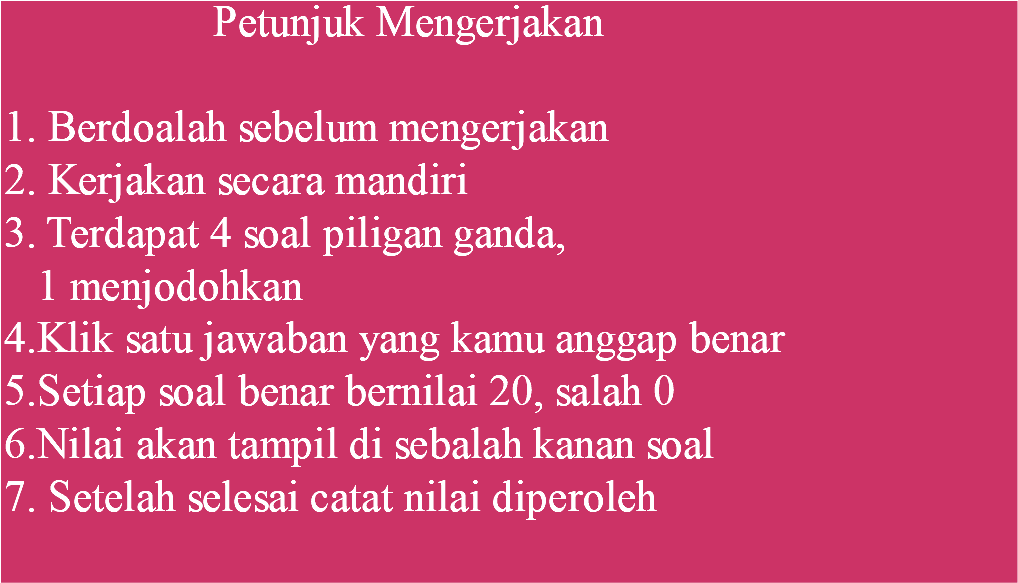 Petunjuk Mengerjakan
1. Berdoalah sebelum mengerjakan
2. Kerjakan secara mandiri
3. Terdapat 4 soal piligan ganda,
1 menjodohkan
4.Klik satu jawaban yang kamu anggap benar
5.Setiap soal benar bernilai 20, salah 0
6.Nilai akan tampil di sebalah kanan soal
7. Setelah selesai catat nilai diperoleh